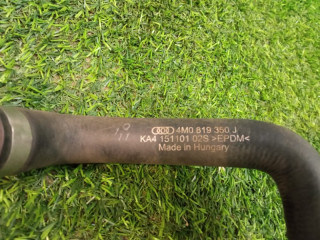 4M0 819 350 J
KA4 151101 02S >EPDM<
Made in Hungary